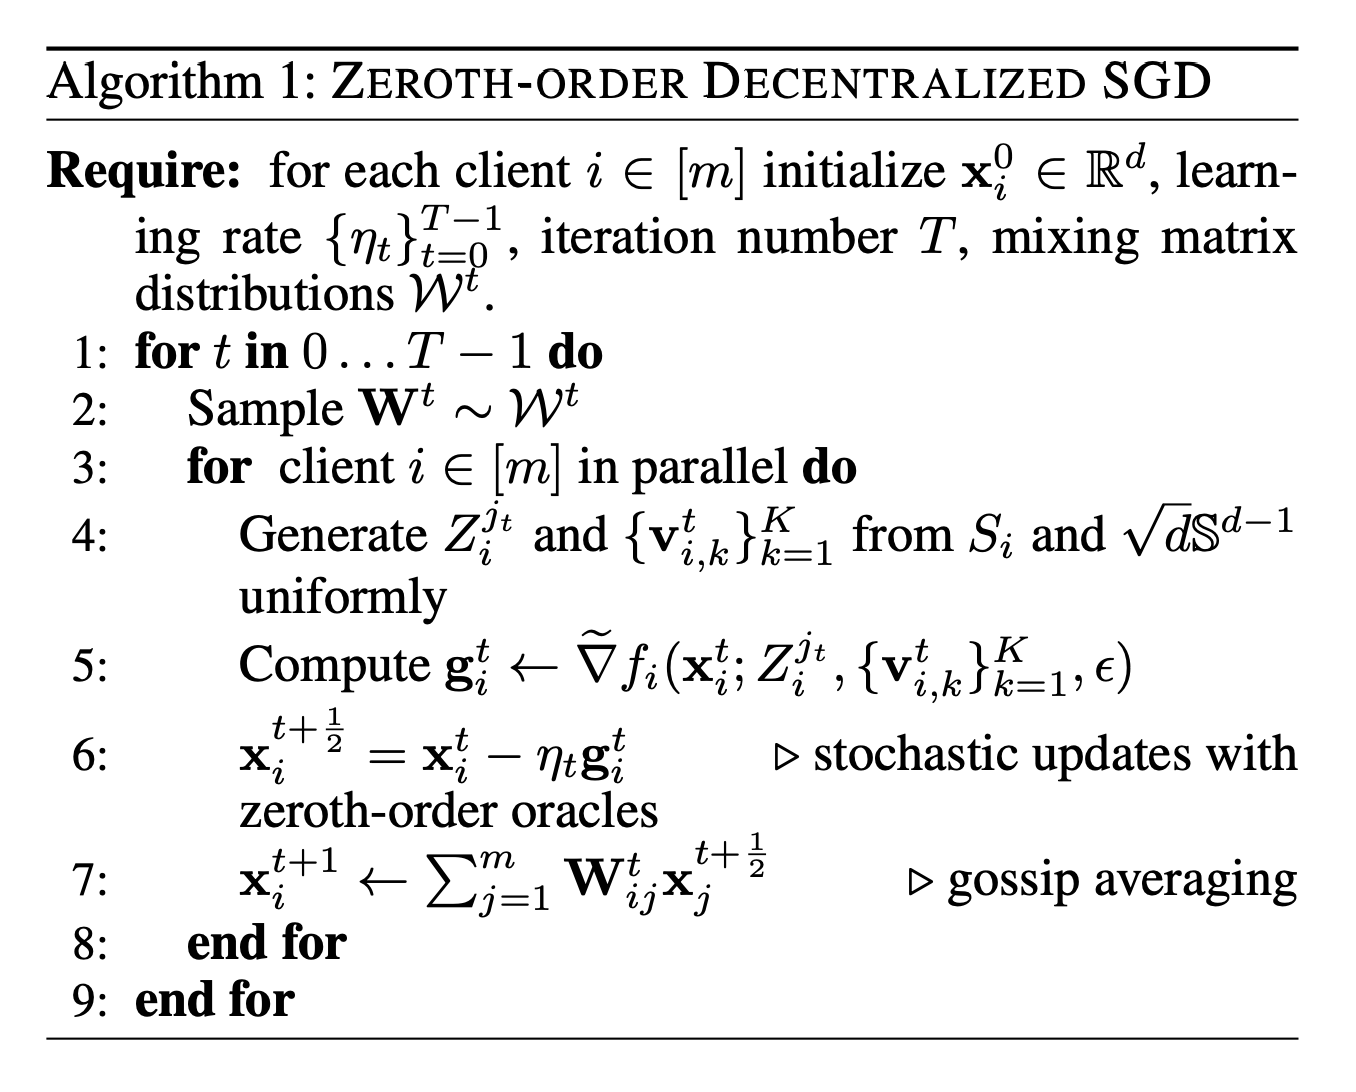 Algorithm 1: ZEROTH-ORDER DECENTRALIZED SGD
Require: for each client $i \in [m]$ initialize $\mathbf{x}_i^0 \in \mathbb{R}^d$, learn-
ing rate $\{\eta_t\}_{t=0}^{T-1}$, iteration number $T$, mixing matrix
distributions $\mathcal{W}^t$.
1: for $t$ in $0 \ldots T-1$ do
2: Sample $\mathbf{W}^t \sim \mathcal{W}^t$
3: for client $i \in [m]$ in parallel do
4: Generate $Z_i^{j_t}$ and $\{\mathbf{v}_{i,k}^t\}_{k=1}^K$ from $S_i$ and $\sqrt{d}\mathbb{S}^{d-1}$
uniformly
5: Compute $\mathbf{g}_i^t \leftarrow \widetilde{\nabla} f_i(\mathbf{x}_i^t; Z_i^{j_t}, \{\mathbf{v}_{i,k}^t\}_{k=1}^K, \epsilon)$
6: $\mathbf{x}_i^{t+\frac{1}{2}} = \mathbf{x}_i^t - \eta_t \mathbf{g}_i^t$ ▷ stochastic updates with
zeroth-order oracles
7: $\mathbf{x}_i^{t+1} \leftarrow \sum_{j=1}^m \mathbf{W}_{ij}^t \mathbf{x}_j^{t+\frac{1}{2}}$ ▷ gossip averaging
8: end for
9: end for